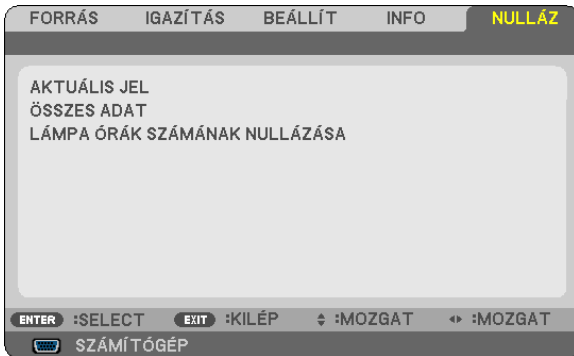 FORRÁS IGAZÍTÁS BEÁLLÍT INFO NULLÁZ
AKTUÁLIS JEL
ÖSSZES ADAT
LÁMPA ÓRÁK SZÁMÁNAK NULLÁZÁSA
ENTER :SELECT EXIT :KILÉP :MOZGAT :MOZGAT
SZÁMÍTÓGÉP